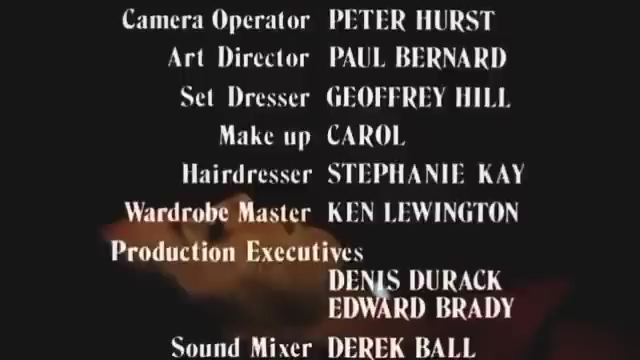 Camera Operator PETER HURST
Art Director PAUL BERNARD
Set Dresser GEOFFREY HILL
Make up CAROL
Hairdresser STEPHANIE KAY
Wardrobe Master KEN LEWINGTON
Production Executives
DENIS DURACK
EDWARD BRADY
Sound Mixer DEREK BALL